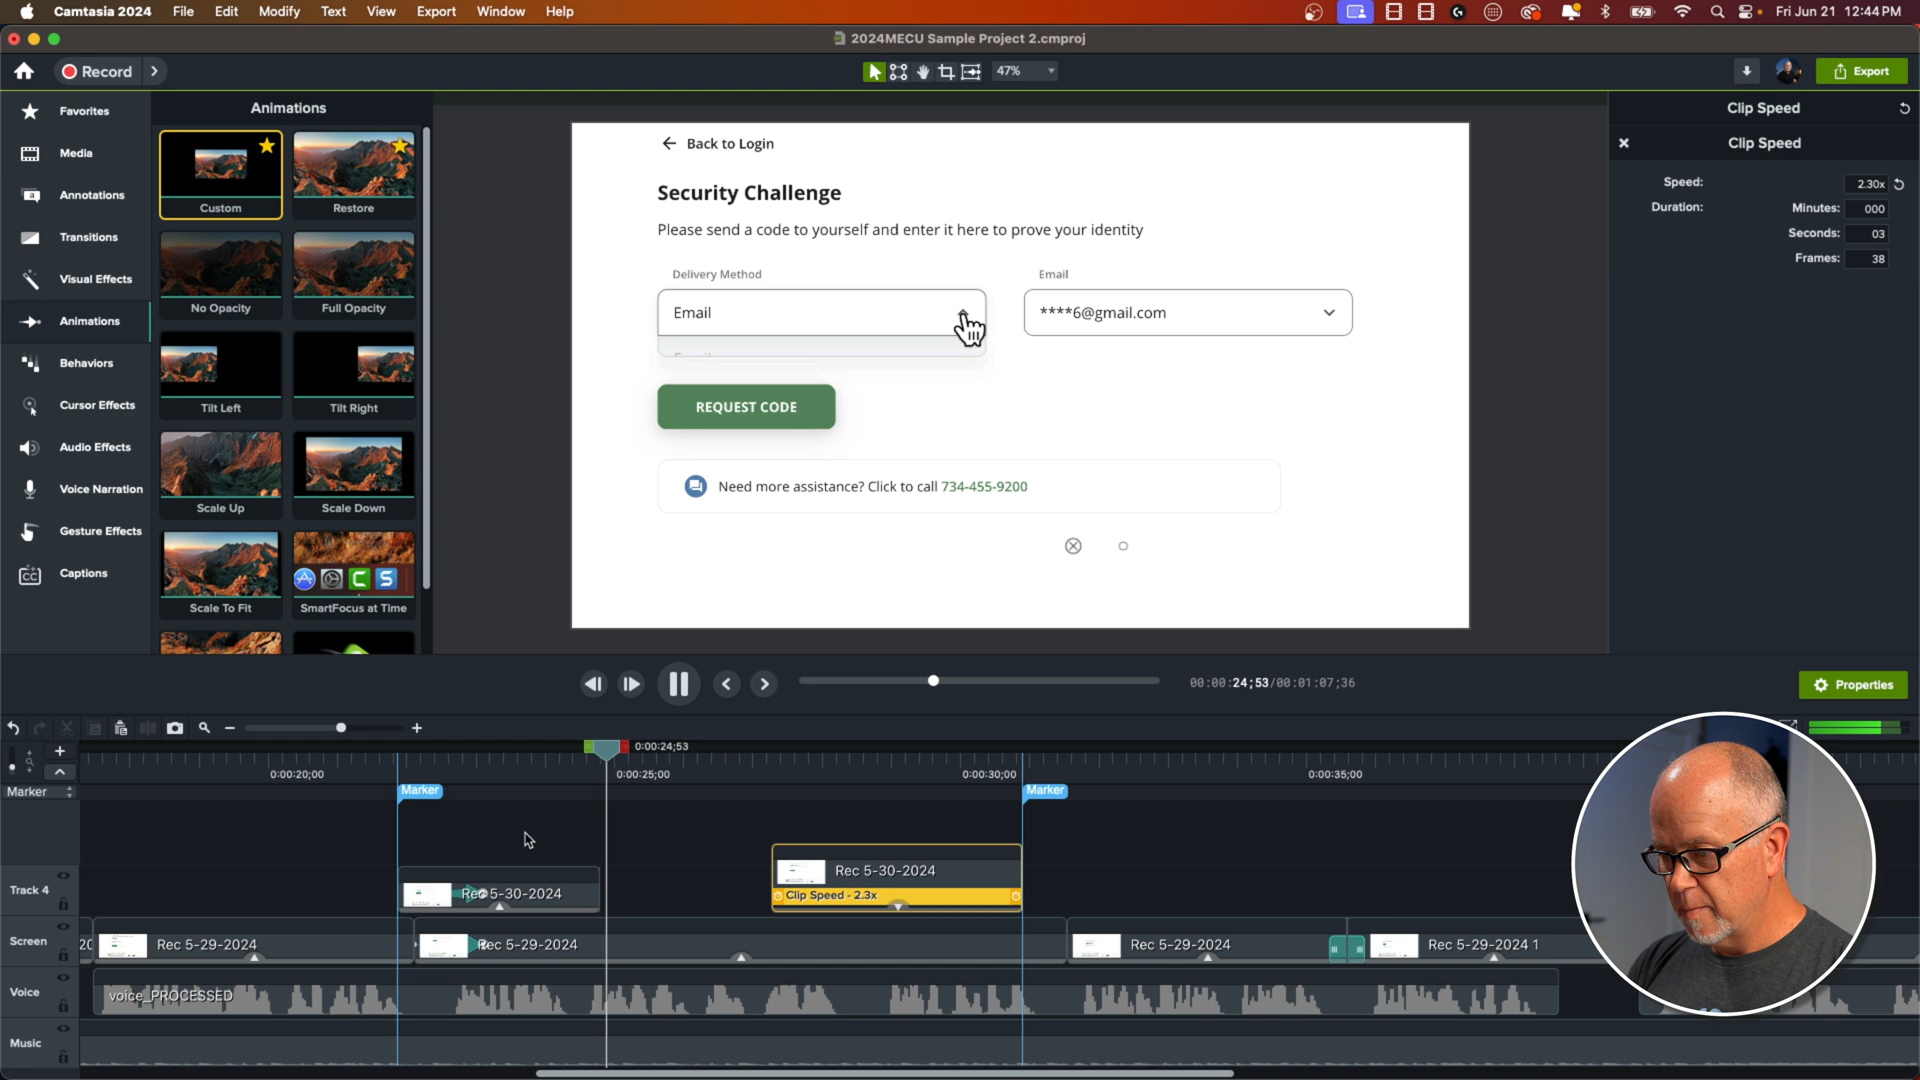 Camtasia 2024 File Edit Modify Text View Export Window Help
Fri Jun 21 12:44 PM
2024MECU Sample Project 2.cmproj
Record
47%
Export
Favorites
Media
Annotations
Transitions
Visual Effects
Animations
Behaviors
Cursor Effects
Audio Effects
Voice Narration
Gesture Effects
Captions
Animations
Custom
Restore
No Opacity
Full Opacity
Tilt Left
Tilt Right
Scale Up
Scale Down
Scale To Fit
SmartFocus at Time
Back to Login
Security Challenge
Please send a code to yourself and enter it here to prove your identity
Delivery Method
Email
Email
****6@gmail.com
REQUEST CODE
Need more assistance? Click to call 734-455-9200
Clip Speed
Clip Speed
Speed: 2.30x
Duration: Minutes: 000
Seconds: 03
Frames: 38
00:00:24;53/00:01:07;36
Properties
0:00:24;53
0:00:20;00
0:00:25;00
0:00:30;00
0:00:35;00
Marker
Marker
Marker
Track 4
Rec 5-30-2024
Rec 5-30-2024
Clip Speed - 2.3x
Screen
Rec 5-29-2024
Rec 5-29-2024
Rec 5-29-2024
Rec 5-29-2024 1
Voice
voice_PROCESSED
Music